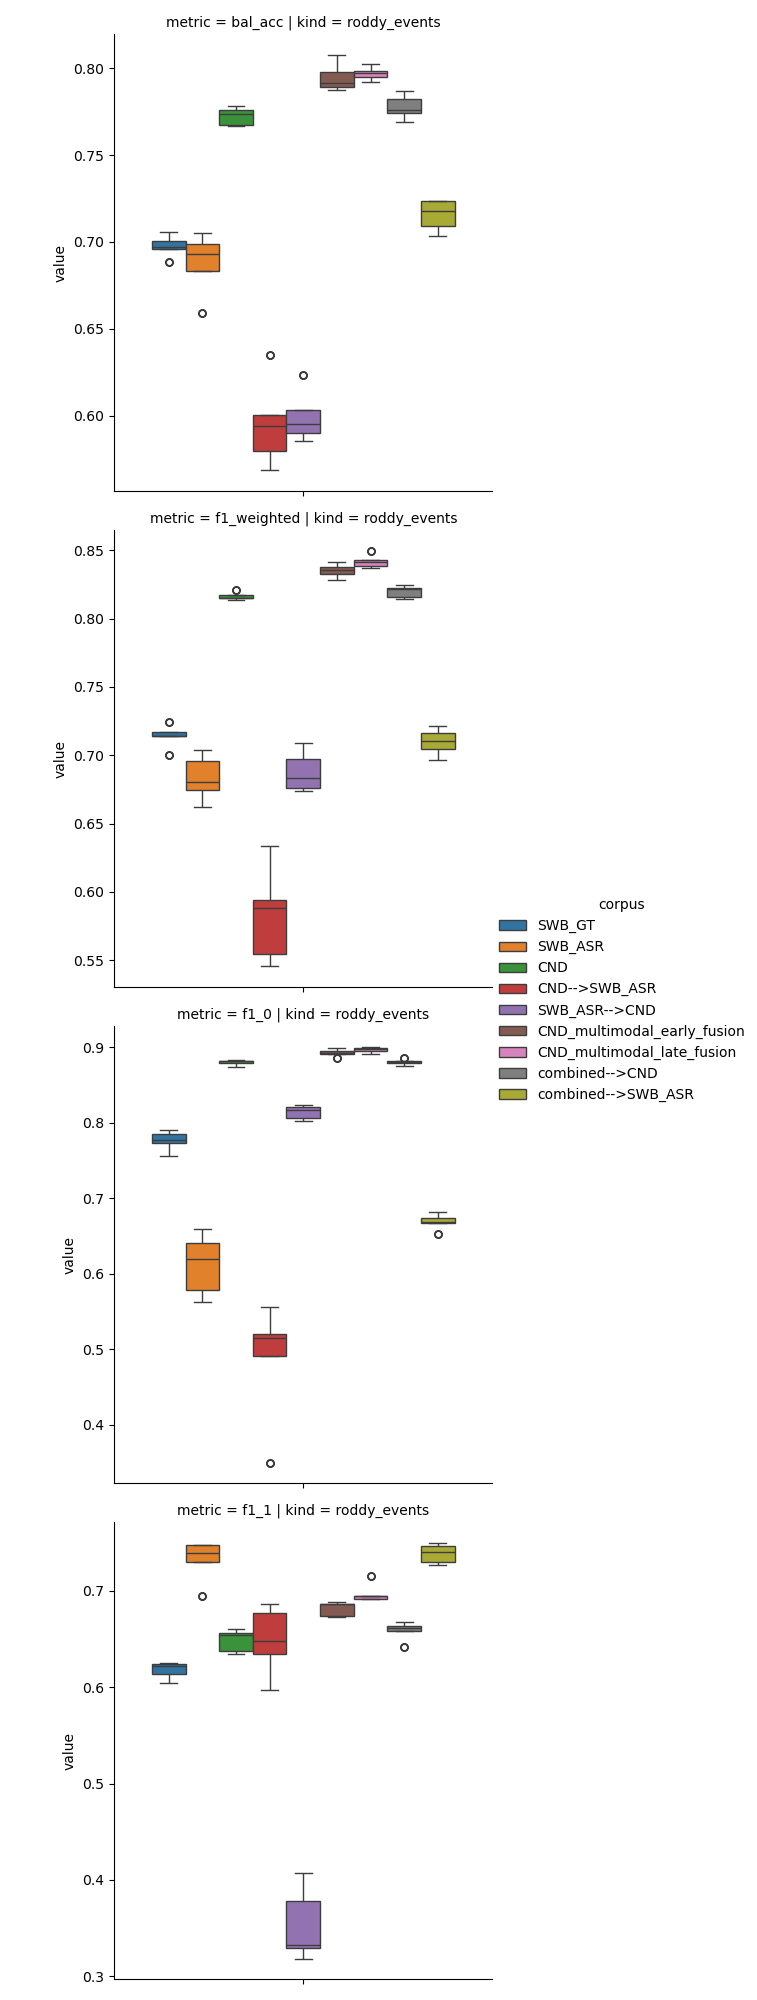 metric = bal_acc | kind = roddy_events
0.80
0.75
0.70
0.65
0.60
value
metric = f1_weighted | kind = roddy_events
0.85
0.80
0.75
0.70
0.65
0.60
0.55
value
corpus
SWB_GT
SWB_ASR
CND
CND-->SWB_ASR
SWB_ASR-->CND
CND_multimodal_early_fusion
CND_multimodal_late_fusion
combined-->CND
combined-->SWB_ASR
metric = f1_0 | kind = roddy_events
0.9
0.8
0.7
0.6
0.5
0.4
value
metric = f1_1 | kind = roddy_events
0.7
0.6
0.5
0.4
0.3
value